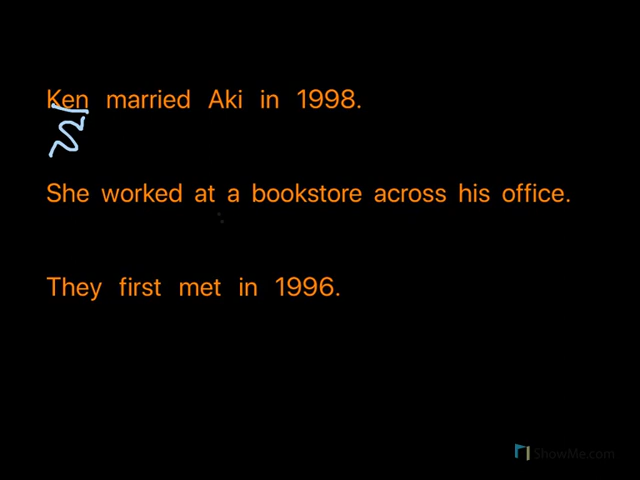 Ken married Aki in 1998.
She worked at a bookstore across his office.
They first met in 1996.
ShowMe.com